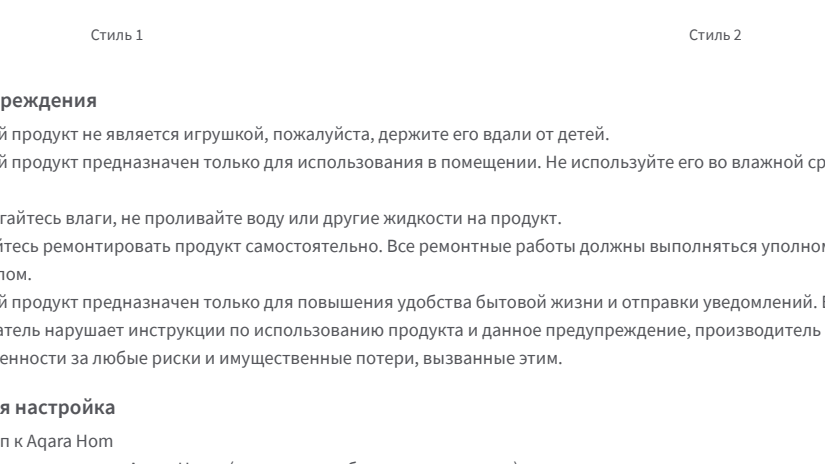 Стиль 1 Стиль 2
реждения
й продукт не является игрушкой, пожалуйста, держите его вдали от детей.
й продукт предназначен только для использования в помещении. Не используйте его во влажной ср
гайтесь влаги, не проливайте воду или другие жидкости на продукт.
йтесь ремонтировать продукт самостоятельно. Все ремонтные работы должны выполняться уполном
лом.
й продукт предназначен только для повышения удобства бытовой жизни и отправки уведомлений. Е
атель нарушает инструкции по использованию продукта и данное предупреждение, производитель
енности за любые риски и имущественные потери, вызванные этим.
я настройка
п к Aqara Hom